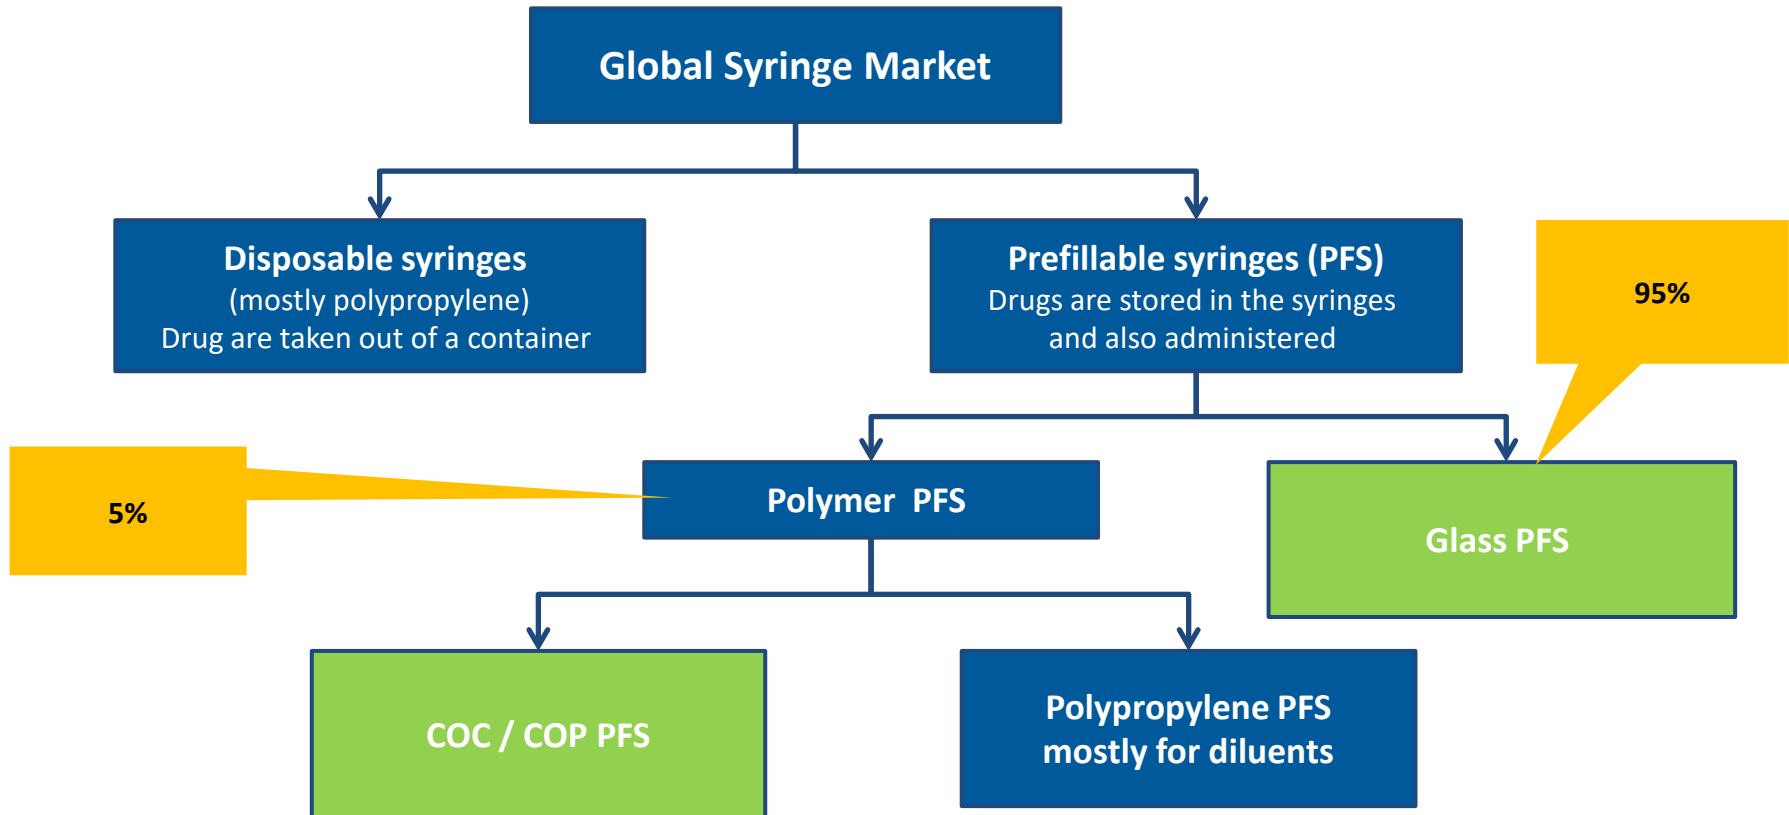 Global Syringe Market
Disposable syringes
(mostly polypropylene)
Drug are taken out of a container
Prefillable syringes (PFS)
Drugs are stored in the syringes
and also administered
95%
5%
Polymer  PFS
Glass PFS
COC / COP PFS
Polypropylene PFS
mostly for diluents